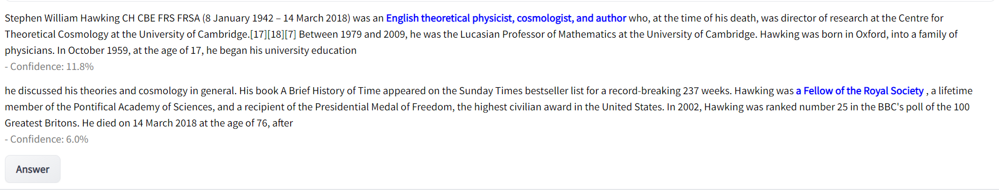 Stephen William Hawking CH CBE FRS FRSA (8 January 1942 – 14 March 2018) was an English theoretical physicist, cosmologist, and author who, at the time of his death, was director of research at the Centre for
Theoretical Cosmology at the University of Cambridge.[17][18][7] Between 1979 and 2009, he was the Lucasian Professor of Mathematics at the University of Cambridge. Hawking was born in Oxford, into a family of
physicians. In October 1959, at the age of 17, he began his university education
- Confidence: 11.8%
he discussed his theories and cosmology in general. His book A Brief History of Time appeared on the Sunday Times bestseller list for a record-breaking 237 weeks. Hawking was a Fellow of the Royal Society , a lifetime
member of the Pontifical Academy of Sciences, and a recipient of the Presidential Medal of Freedom, the highest civilian award in the United States. In 2002, Hawking was ranked number 25 in the BBC's poll of the 100
Greatest Britons. He died on 14 March 2018 at the age of 76, after
- Confidence: 6.0%
Answer